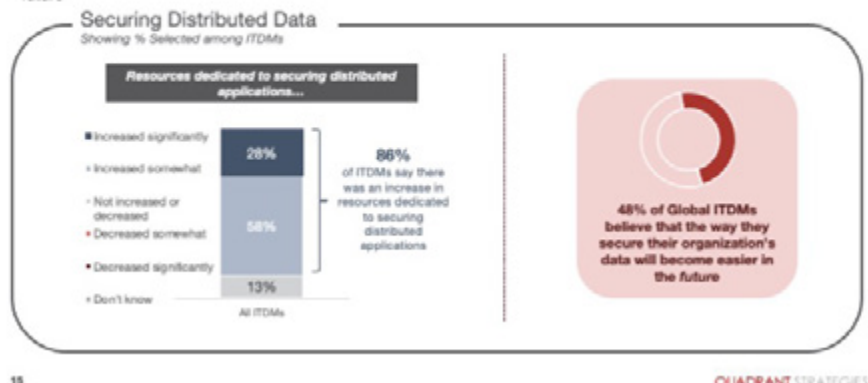 Securing Distributed Data
Showing % Selected among ITDMs
Resources dedicated to securing distributed
applications...
Increased significantly
Increased somewhat
Not increased or
decreased
Decreased somewhat
Decreased significantly
Don't know
28%
58%
13%
All ITDMs
86%
of ITDMs say there
was an increase in
resources dedicated
to securing
distributed
applications
48% of Global ITDMs
believe that the way they
secure their organization's
data will become easier in
the future
15
QUADRANT STRATEGIES